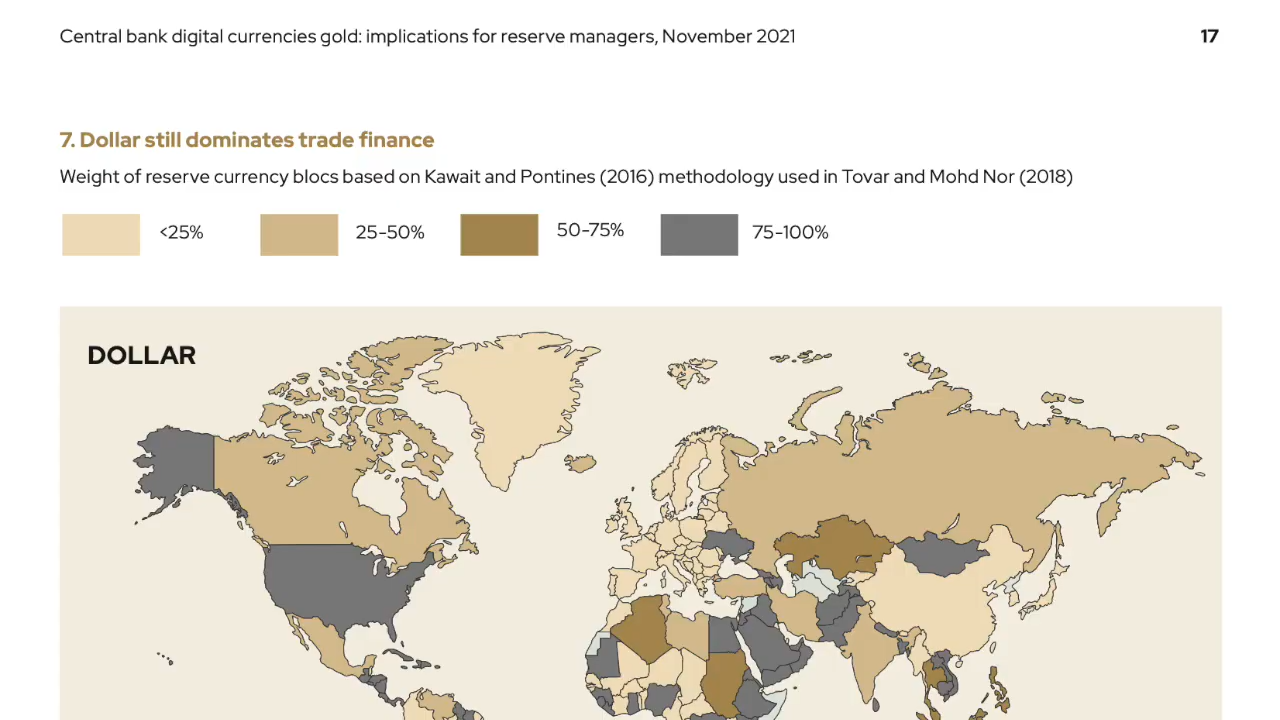 Central bank digital currencies gold: implications for reserve managers, November 2021 17
7. Dollar still dominates trade finance
Weight of reserve currency blocs based on Kawait and Pontines (2016) methodology used in Tovar and Mohd Nor (2018)
<25% 25-50% 50-75% 75-100%
DOLLAR